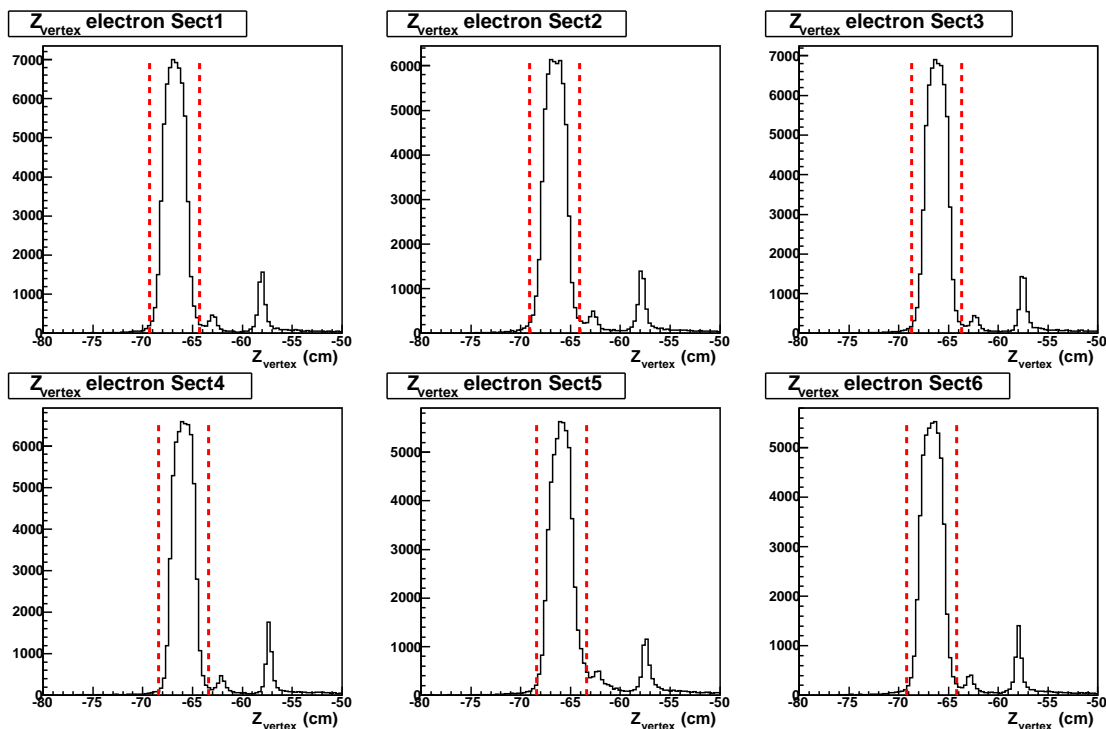 Z_vertex electron Sect1
7000
6000
5000
4000
3000
2000
1000
0
-80 -75 -70 -65 -60 -55 -50
Z_vertex (cm)
Z_vertex electron Sect2
6000
5000
4000
3000
2000
1000
0
-80 -75 -70 -65 -60 -55 -50
Z_vertex (cm)
Z_vertex electron Sect3
7000
6000
5000
4000
3000
2000
1000
0
-80 -75 -70 -65 -60 -55 -50
Z_vertex (cm)
Z_vertex electron Sect4
6000
5000
4000
3000
2000
1000
0
-80 -75 -70 -65 -60 -55 -50
Z_vertex (cm)
Z_vertex electron Sect5
5000
4000
3000
2000
1000
0
-80 -75 -70 -65 -60 -55 -50
Z_vertex (cm)
Z_vertex electron Sect6
5000
4000
3000
2000
1000
0
-80 -75 -70 -65 -60 -55 -50
Z_vertex (cm)